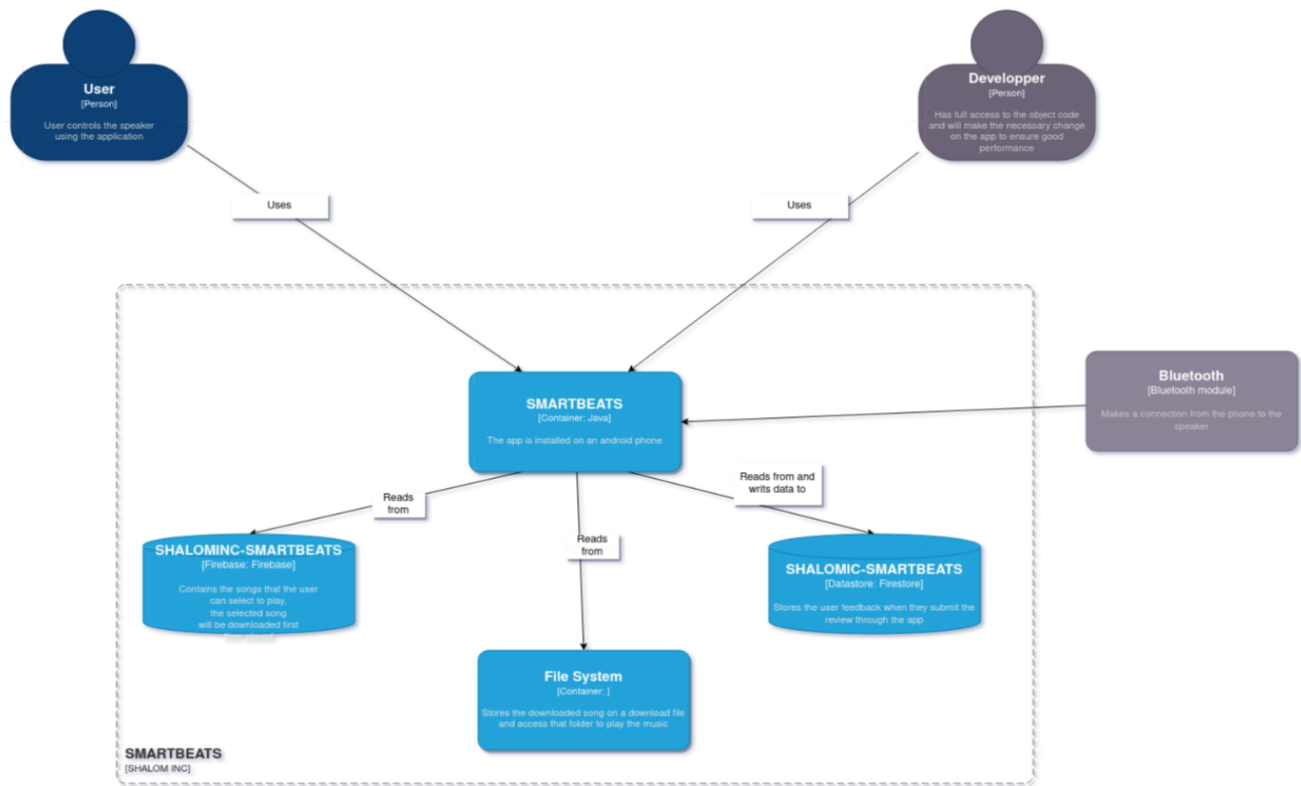 User
[Person]
User controls the speaker
using the application
Developper
[Person]
Has full access to the object code
and will make the necessary change
on the app to ensure good
performance
Uses
Uses
SMARTBEATS
[Container: Java]
The app is installed on an android phone
Bluetooth
[Bluetooth module]
Makes a connection from the phone to the
speaker
Reads
from
Reads
from
Reads from and
writs data to
SHALOMINC-SMARTBEATS
[Firebase: Firebase]
Contains the songs that the user
can select to play,
the selected song
will be downloaded first
SHALOMIC-SMARTBEATS
[Datastore: Firestore]
Stores the user feedback when they submit the
review through the app
File System
[Container: ]
Stores the downloaded song on a download file
and access that folder to play the music
SMARTBEATS
[SHALOM INC]